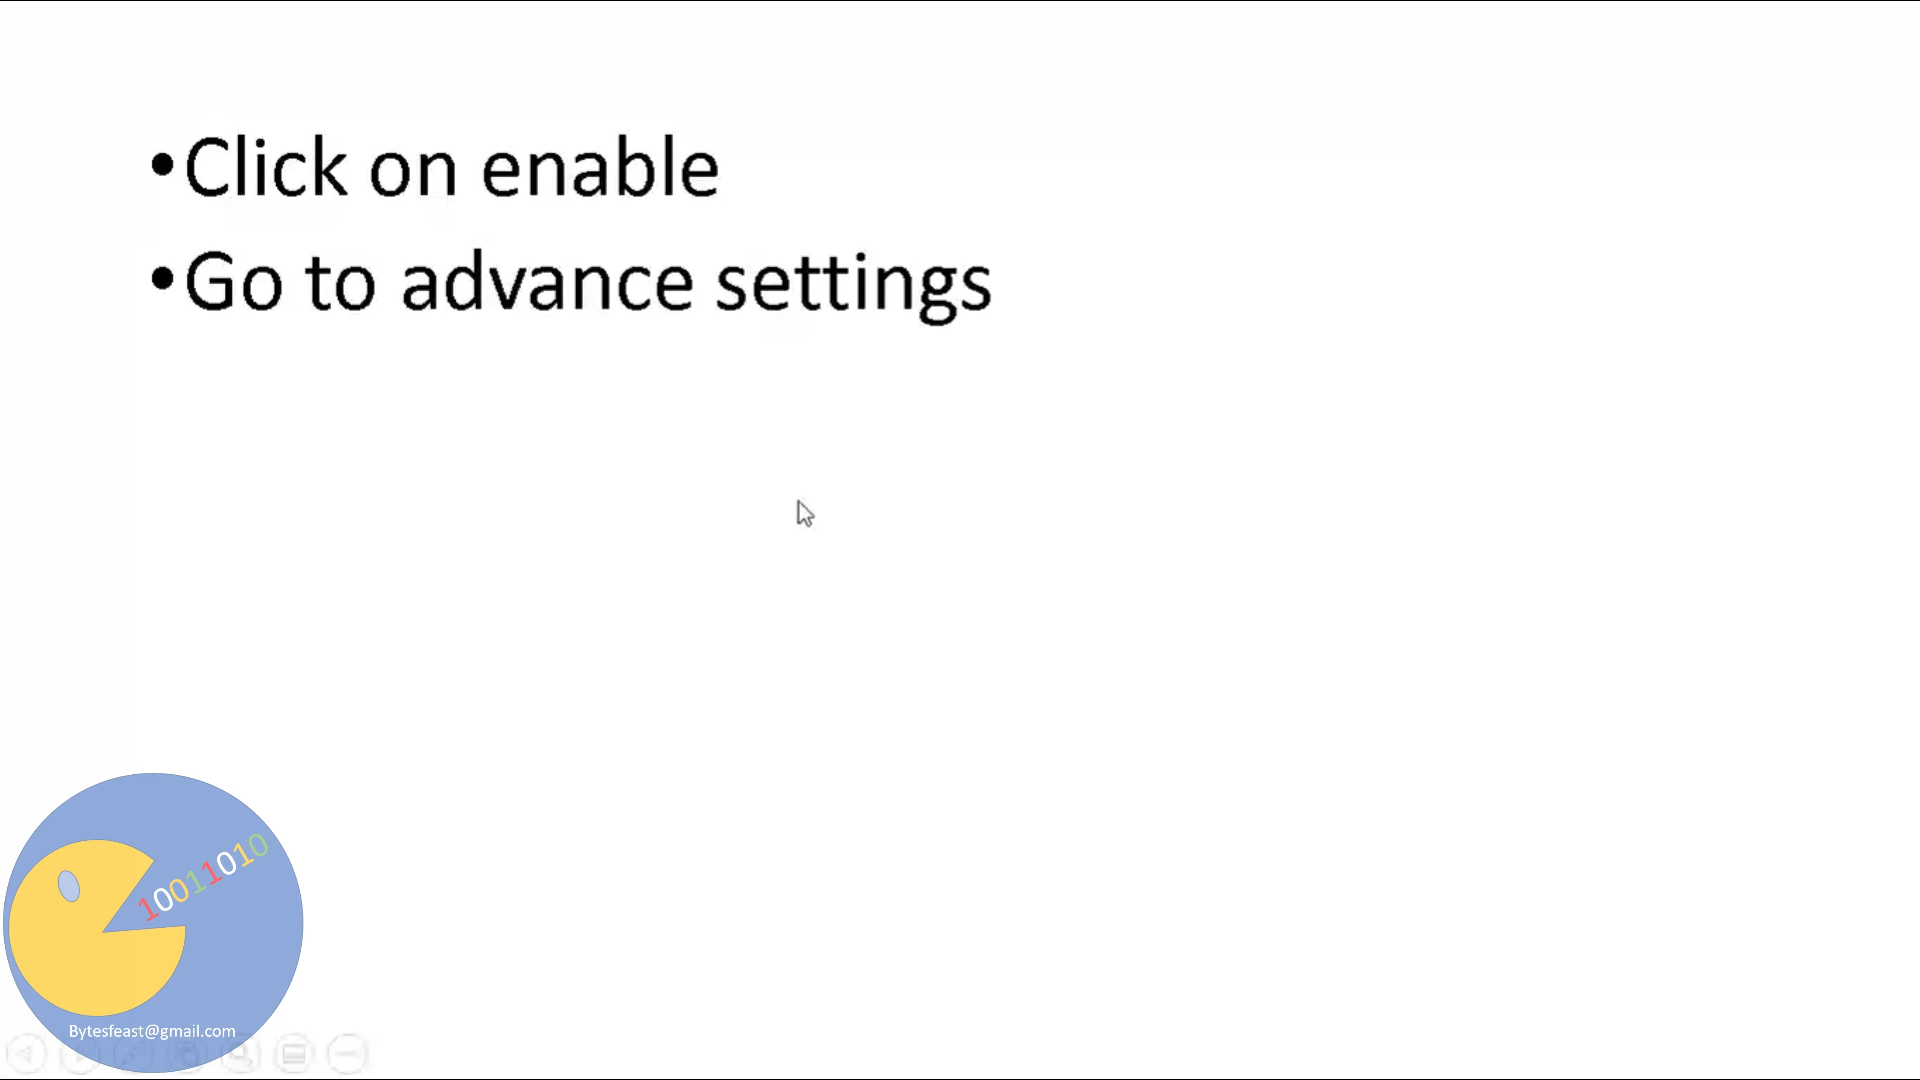 •Click on enable
•Go to advance settings
10011010
Bytesfeast@gmail.com